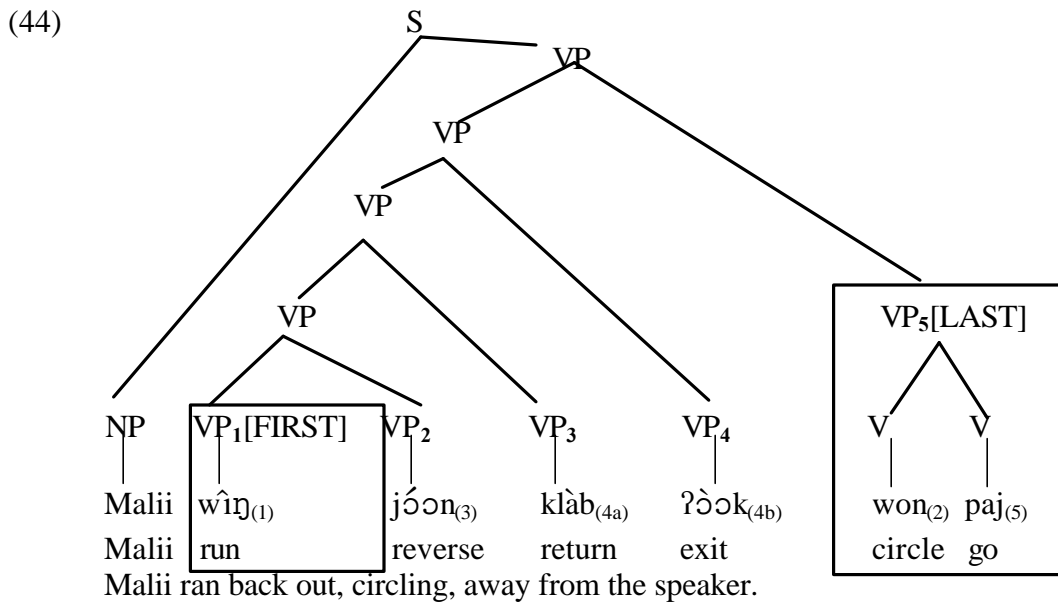 (44)
S
VP
VP
VP
VP
VP₅[LAST]
NP VP₁[FIRST] VP₂ VP₃ VP₄ V V
Malii wîŋ₍₁₎ jɔ́ɔn₍₃₎ klàb₍₄ₐ₎ ʔɔ̀ɔk₍₄b₎ won₍₂₎ paj₍₅₎
Malii run reverse return exit circle go
Malii ran back out, circling, away from the speaker.